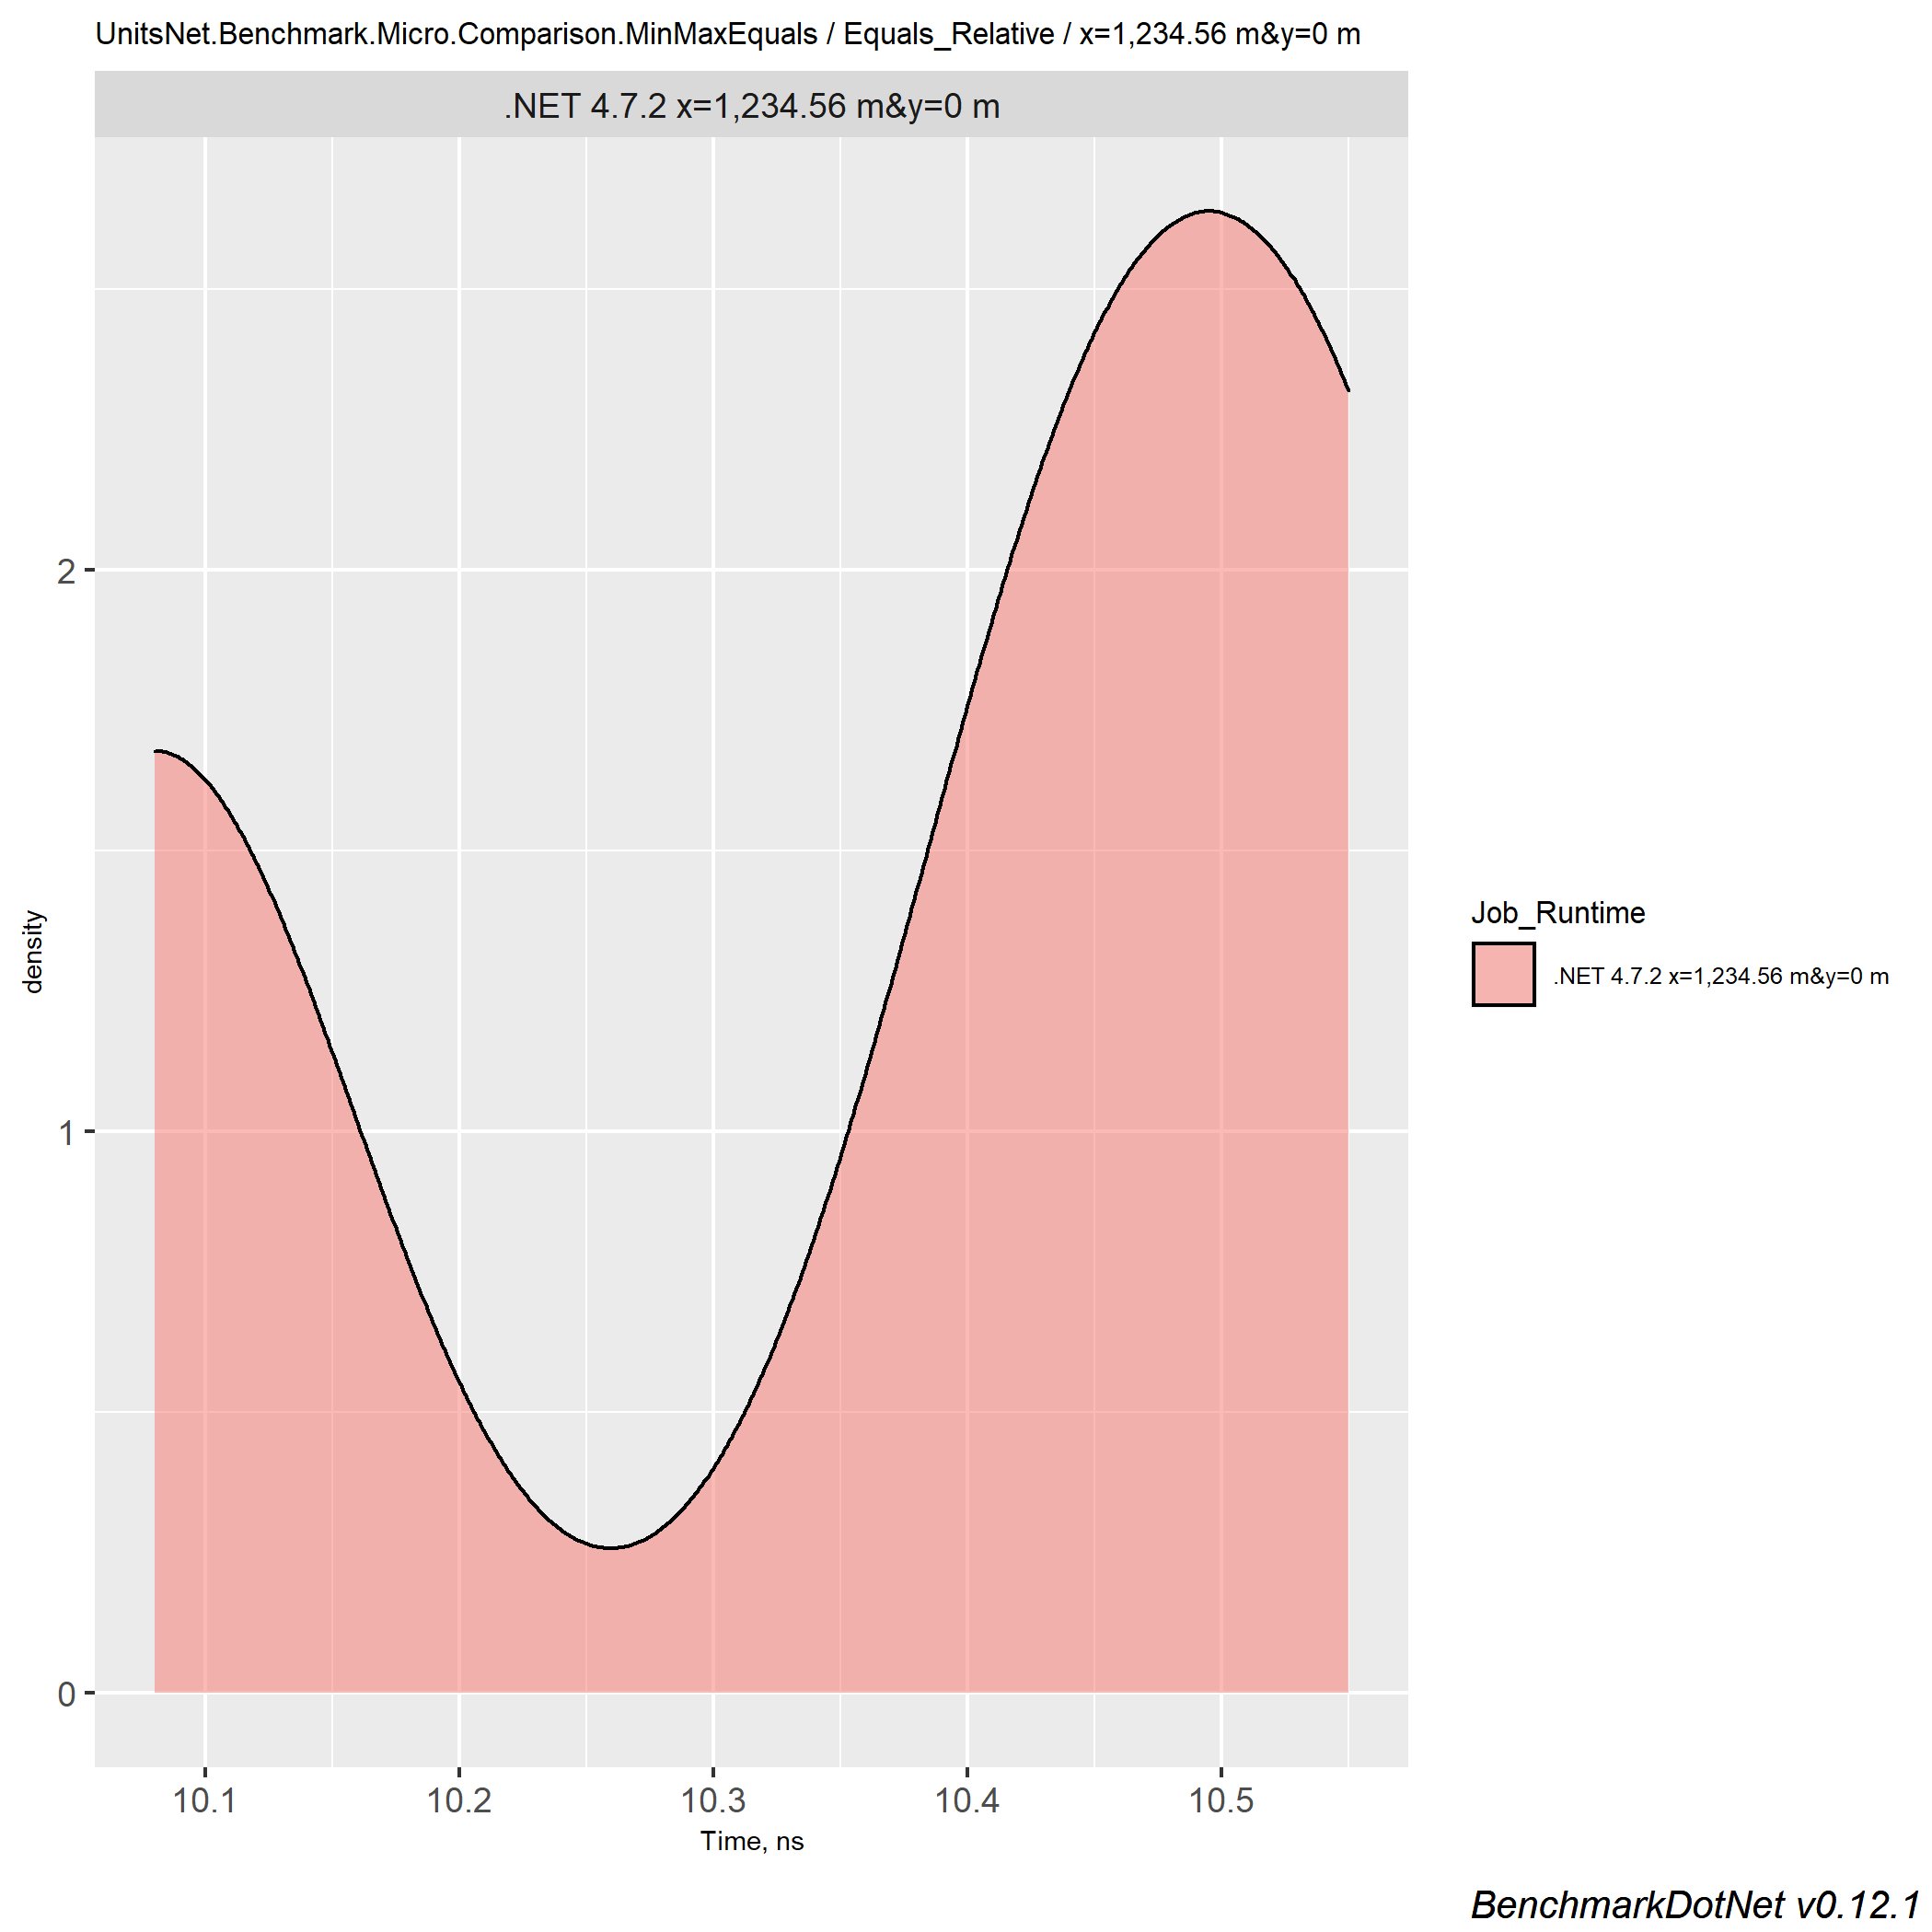 UnitsNet.Benchmark.Micro.Comparison.MinMaxEquals / Equals_Relative / x=1,234.56 m&y=0 m
.NET 4.7.2 x=1,234.56 m&y=0 m
2
1
0
density
10.1 10.2 10.3 10.4 10.5
Time, ns
Job_Runtime
.NET 4.7.2 x=1,234.56 m&y=0 m
BenchmarkDotNet v0.12.1